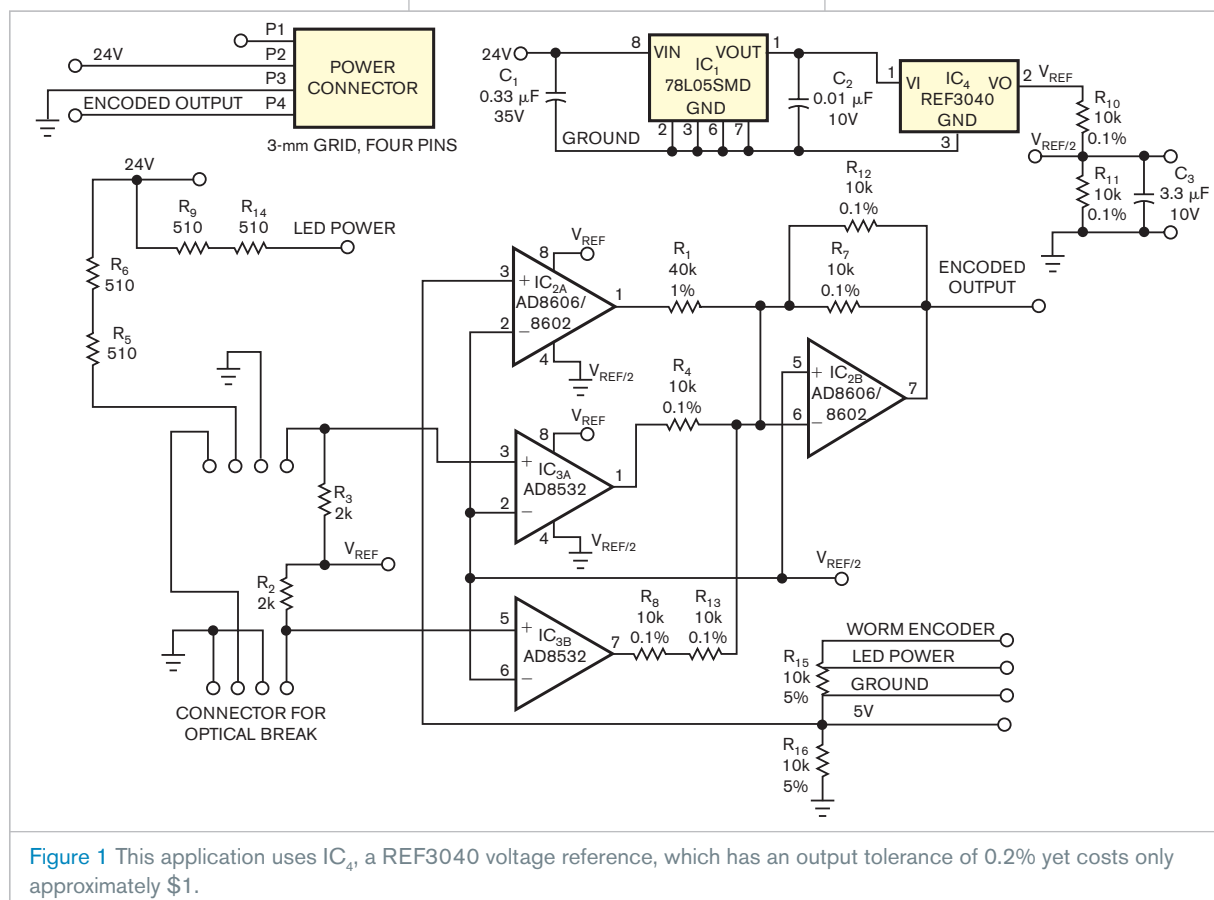 P1
24V
P2
P3
ENCODED OUTPUT
P4
POWER
CONNECTOR
3-mm GRID, FOUR PINS
24V
C1
0.33 µF
35V
8
VIN
VOUT
1
IC1
78L05SMD
GND
2
3
6
7
GROUND
C2
0.01 µF
10V
1
VI
IC4
VO
2
VREF
REF3040
GND
3
R10
10k
0.1%
VREF/2
R11
10k
0.1%
C3
3.3 µF
10V
24V
R9
510
R14
510
LED POWER
R6
510
R5
510
R12
10k
0.1%
R7
10k
0.1%
ENCODED
OUTPUT
VREF
8
3
+
IC2A
AD8606/
8602
2
−
4
1
VREF/2
R1
40k
1%
R4
10k
0.1%
5
+
IC2B
AD8606/
8602
6
−
7
VREF
8
3
+
IC3A
AD8532
2
−
4
1
VREF/2
R3
2k
VREF
R2
2k
VREF/2
5
+
IC3B
AD8532
6
−
7
R8
10k
0.1%
R13
10k
0.1%
CONNECTOR FOR
OPTICAL BREAK
WORM ENCODER
LED POWER
GROUND
5V
R15
10k
5%
R16
10k
5%
Figure 1 This application uses IC4, a REF3040 voltage reference, which has an output tolerance of 0.2% yet costs only
approximately $1.